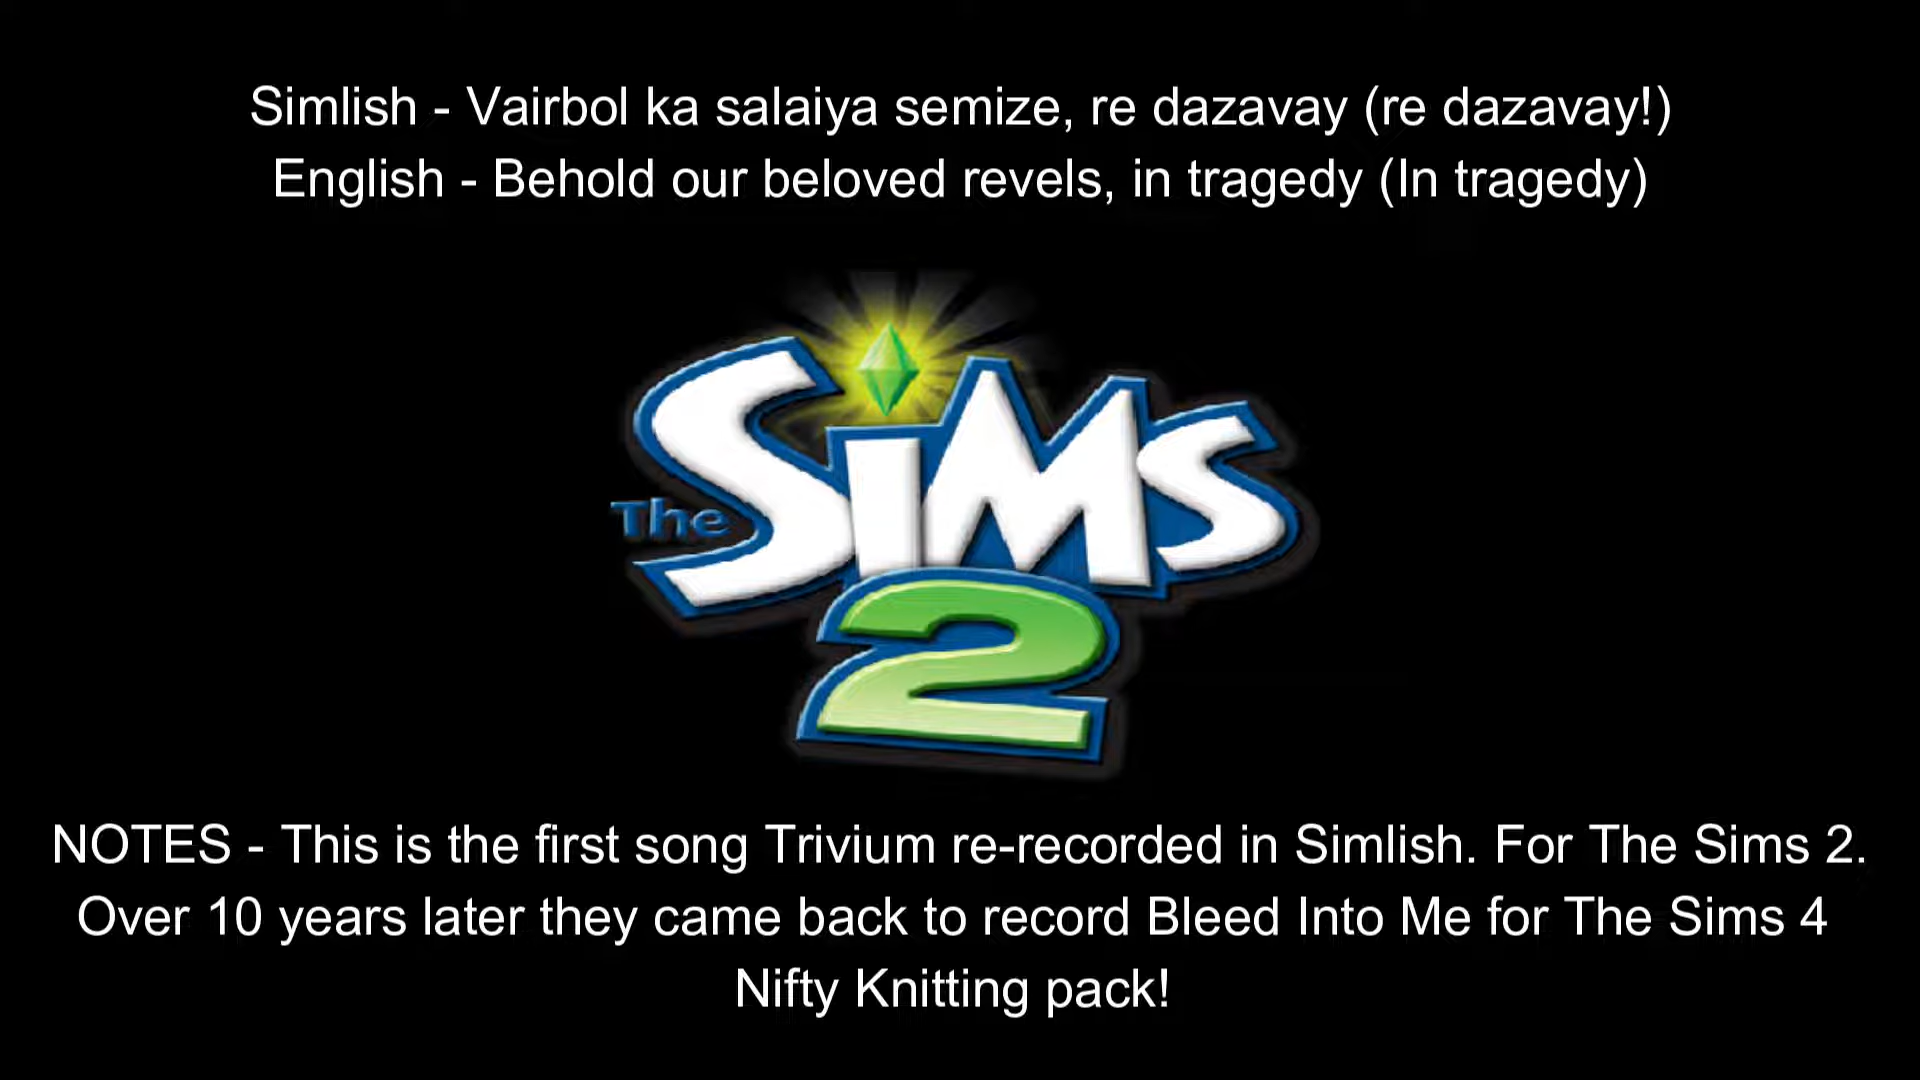 Simlish - Vairbol ka salaiya semize, re dazavay (re dazavay!)
English - Behold our beloved revels, in tragedy (In tragedy)
The SiMS
2
NOTES - This is the first song Trivium re-recorded in Simlish. For The Sims 2.
Over 10 years later they came back to record Bleed Into Me for The Sims 4
Nifty Knitting pack!